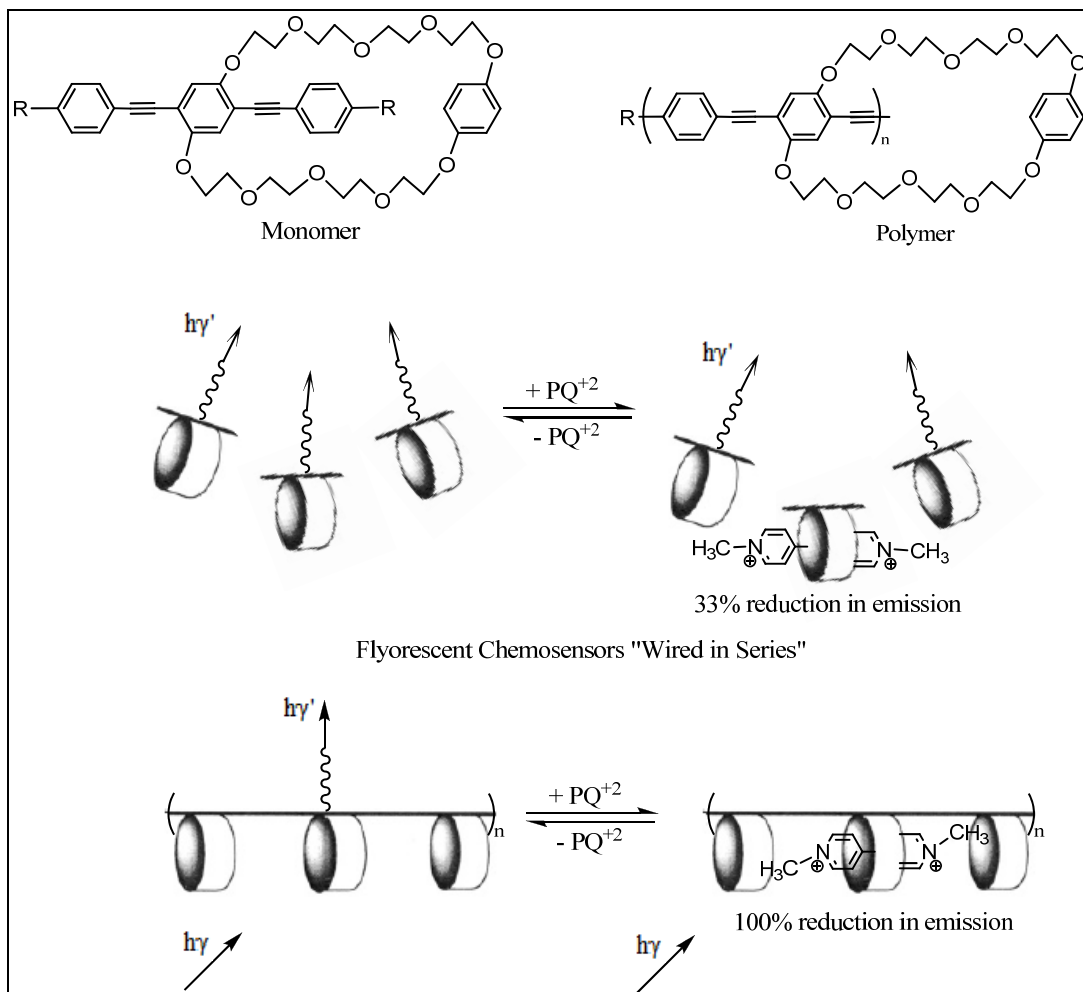 O O O O O
O O O O O
R R R n
O O O O O
O O O O O
Monomer Polymer
hγ' hγ'
+ PQ+2
- PQ+2
H3C N⊕ N⊕ CH3
33% reduction in emission
Flyorescent Chemosensors "Wired in Series"
hγ'
+ PQ+2
- PQ+2
n n
H3C N⊕ N⊕ CH3
100% reduction in emission
hγ hγ